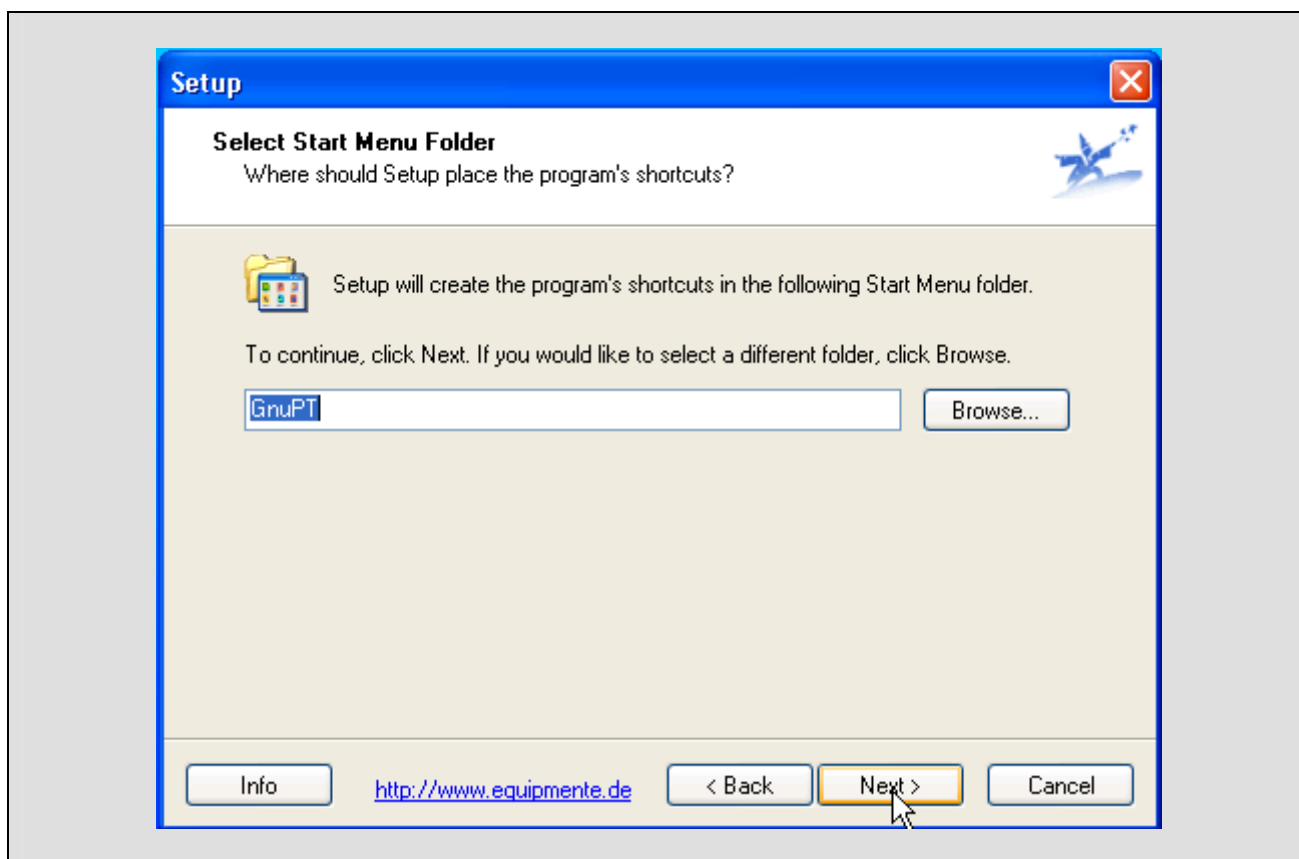 Setup
Select Start Menu Folder
Where should Setup place the program's shortcuts?
Setup will create the program's shortcuts in the following Start Menu folder.
To continue, click Next. If you would like to select a different folder, click Browse.
GnuPT
Browse...
Info
http://www.equipmente.de
< Back
Next >
Cancel